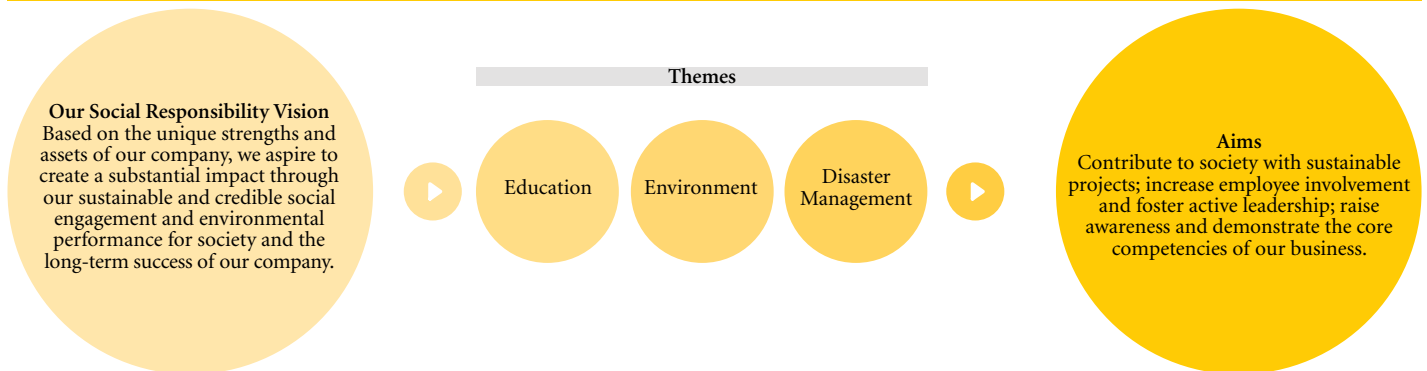 Our Social Responsibility Vision
Based on the unique strengths and
assets of our company, we aspire to
create a substantial impact through
our sustainable and credible social
engagement and environmental
performance for society and the
long-term success of our company.
Themes
Education
Environment
Disaster
Management
Aims
Contribute to society with sustainable
projects; increase employee involvement
and foster active leadership; raise
awareness and demonstrate the core
competencies of our business.